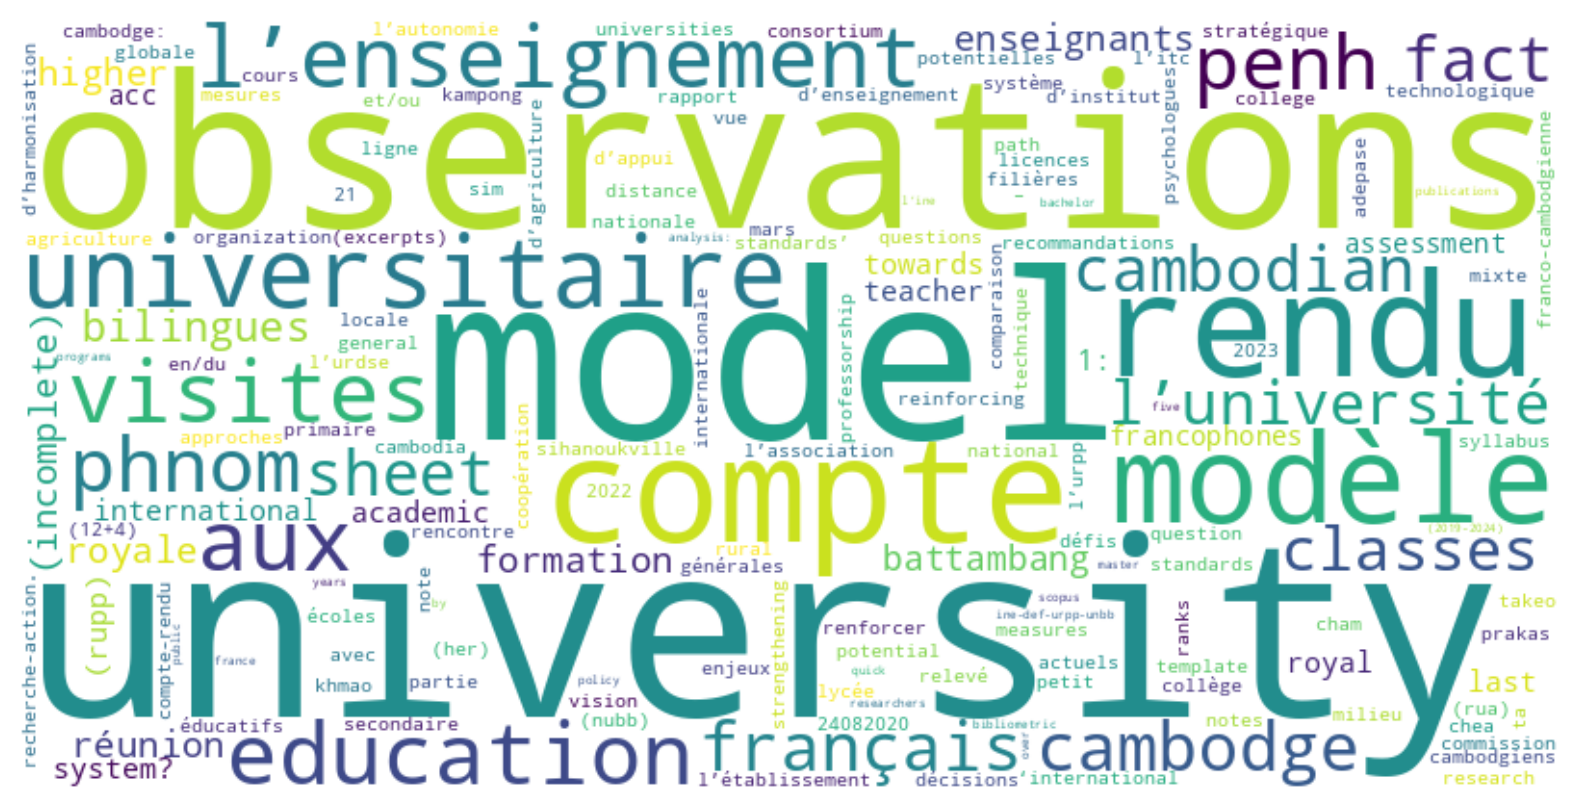 cambodge: l'autonomie universities consortium stratégique
globale l'enseignement enseignants potentielles l'itc penh fact
higher cours système
acc mesures et/ou kampong rapport d'enseignement d'institut college technologique
d'harmonisation
observations
vue
ligne d'appui path licences
21 sim distance filières
l'ine bachelor publications
nationale
d'agriculture
psychologues
adepase
franco-cambodgienne
agriculture organization (excerpts) analysis: standards' mars questions recommandations assessment
universitaire towards cambodian mixte
teacher
model
rendu
bilingues locale
general
programs en/du l'urdse
visites
internationale
professorship
comparaison
technique
1: 2023
reinforcing
five l'université
(incomplete)
approches primaire
cambodia sihanoukville l'association national francophones syllabus
phnom sheet coopération compte l'urpp modèle
2022
international academic
(12+4) rencontre (2019-2024)
royale aux formation rural
générales battambang défis question
master standards classes
university
recherche-action.
(rupp)
compte-rendu
public
years
note
by
strengthening
scopus
ine-def-urpp-unbb
measures
ranks
takeo
écoles renforcer cham prakas
france avec (her) enjeux potential actuels template royal
khmao partie policy quick relevé petit collège last
vision lycée researchers
éducatifs secondaire (nubb) 24082020 bibliometric notes milieu (rua)
ta
chea
réunion education français over cambodge commission
cambodgiens
system? l'établissement décisions 'international research